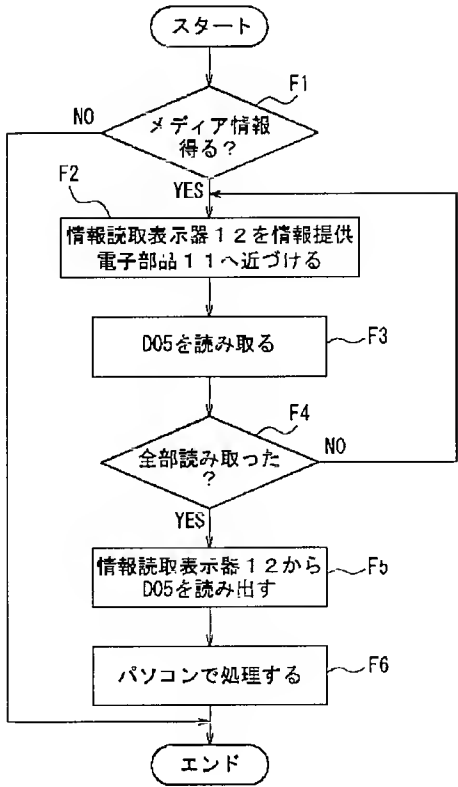 スタート
F1
NO
メディア情報
得る?
F2
YES
情報読取表示器12を情報提供
電子部品11へ近づける
D05を読み取る
F3
F4
全部読み取った
?
NO
YES
情報読取表示器12から
D05を読み出す
F5
パソコンで処理する
F6
エンド